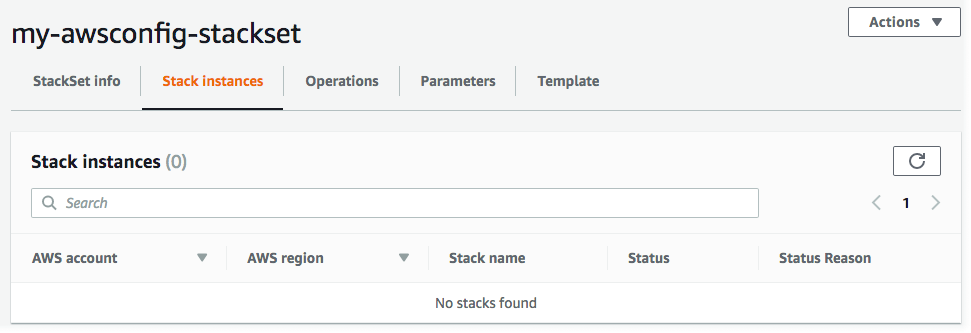 my-awsconfig-stackset
Actions
StackSet info Stack instances Operations Parameters Template
Stack instances (0)
Search
1
AWS account AWS region Stack name Status Status Reason
No stacks found